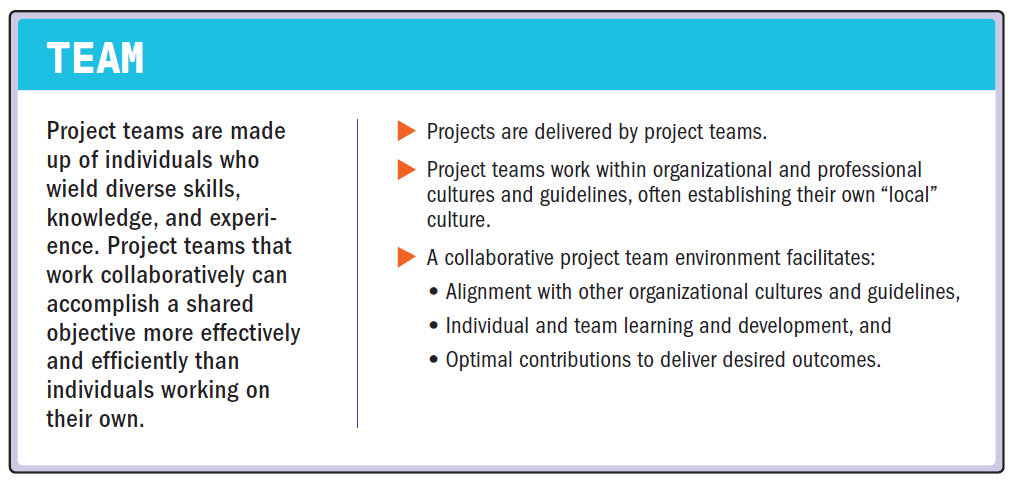 TEAM
Project teams are made
up of individuals who
wield diverse skills,
knowledge, and experi-
ence. Project teams that
work collaboratively can
accomplish a shared
objective more effectively
and efficiently than
individuals working on
their own.
Projects are delivered by project teams.
Project teams work within organizational and professional
cultures and guidelines, often establishing their own “local”
culture.
A collaborative project team environment facilitates:
• Alignment with other organizational cultures and guidelines,
• Individual and team learning and development, and
• Optimal contributions to deliver desired outcomes.